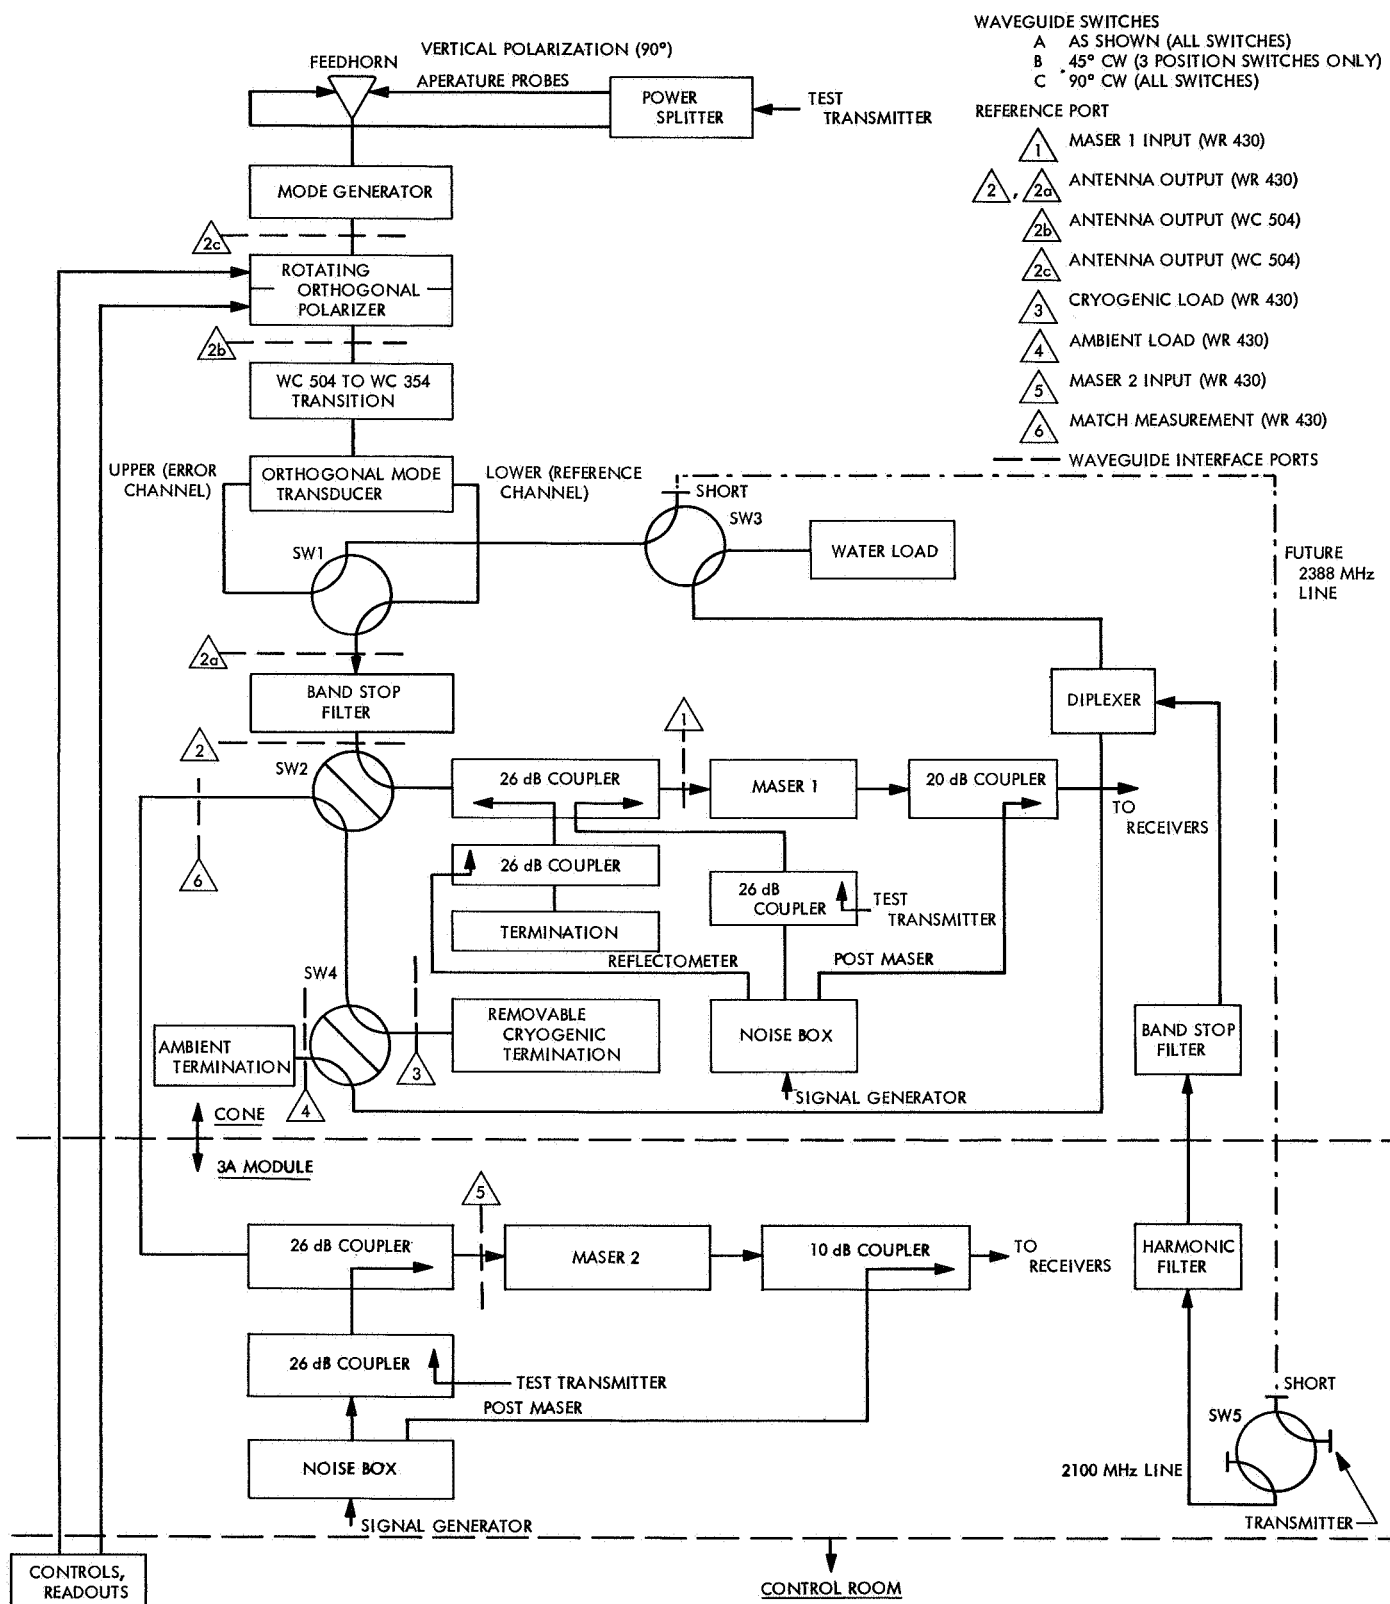 WAVEGUIDE SWITCHES
A AS SHOWN (ALL SWITCHES)
B 45° CW (3 POSITION SWITCHES ONLY)
C 90° CW (ALL SWITCHES)
REFERENCE PORT
1 MASER 1 INPUT (WR 430)
2, 2a ANTENNA OUTPUT (WR 430)
2b ANTENNA OUTPUT (WC 504)
2c ANTENNA OUTPUT (WC 504)
3 CRYOGENIC LOAD (WR 430)
4 AMBIENT LOAD (WR 430)
5 MASER 2 INPUT (WR 430)
6 MATCH MEASUREMENT (WR 430)
WAVEGUIDE INTERFACE PORTS
VERTICAL POLARIZATION (90°)
FEEDHORN
APERATURE PROBES
POWER
SPLITTER
TEST
TRANSMITTER
MODE GENERATOR
2c
ROTATING
ORTHOGONAL
POLARIZER
2b
WC 504 TO WC 354
TRANSITION
UPPER (ERROR
CHANNEL)
ORTHOGONAL MODE
TRANSDUCER
LOWER (REFERENCE
CHANNEL)
SHORT
SW3
WATER LOAD
SW1
FUTURE
2388 MHz
LINE
2a
BAND STOP
FILTER
DIPLEXER
2
1
SW2
26 dB COUPLER
MASER 1
20 dB COUPLER
TO
RECEIVERS
6
26 dB COUPLER
26 dB
COUPLER
TEST
TRANSMITTER
TERMINATION
REFLECTOMETER
POST MASER
SW4
REMOVABLE
CRYOGENIC
TERMINATION
NOISE BOX
BAND STOP
FILTER
AMBIENT
TERMINATION
3
4
SIGNAL GENERATOR
CONE
3A MODULE
5
26 dB COUPLER
MASER 2
10 dB COUPLER
TO
RECEIVERS
HARMONIC
FILTER
26 dB COUPLER
TEST TRANSMITTER
POST MASER
SHORT
SW5
NOISE BOX
2100 MHz LINE
SIGNAL GENERATOR
TRANSMITTER
CONTROLS,
READOUTS
CONTROL ROOM